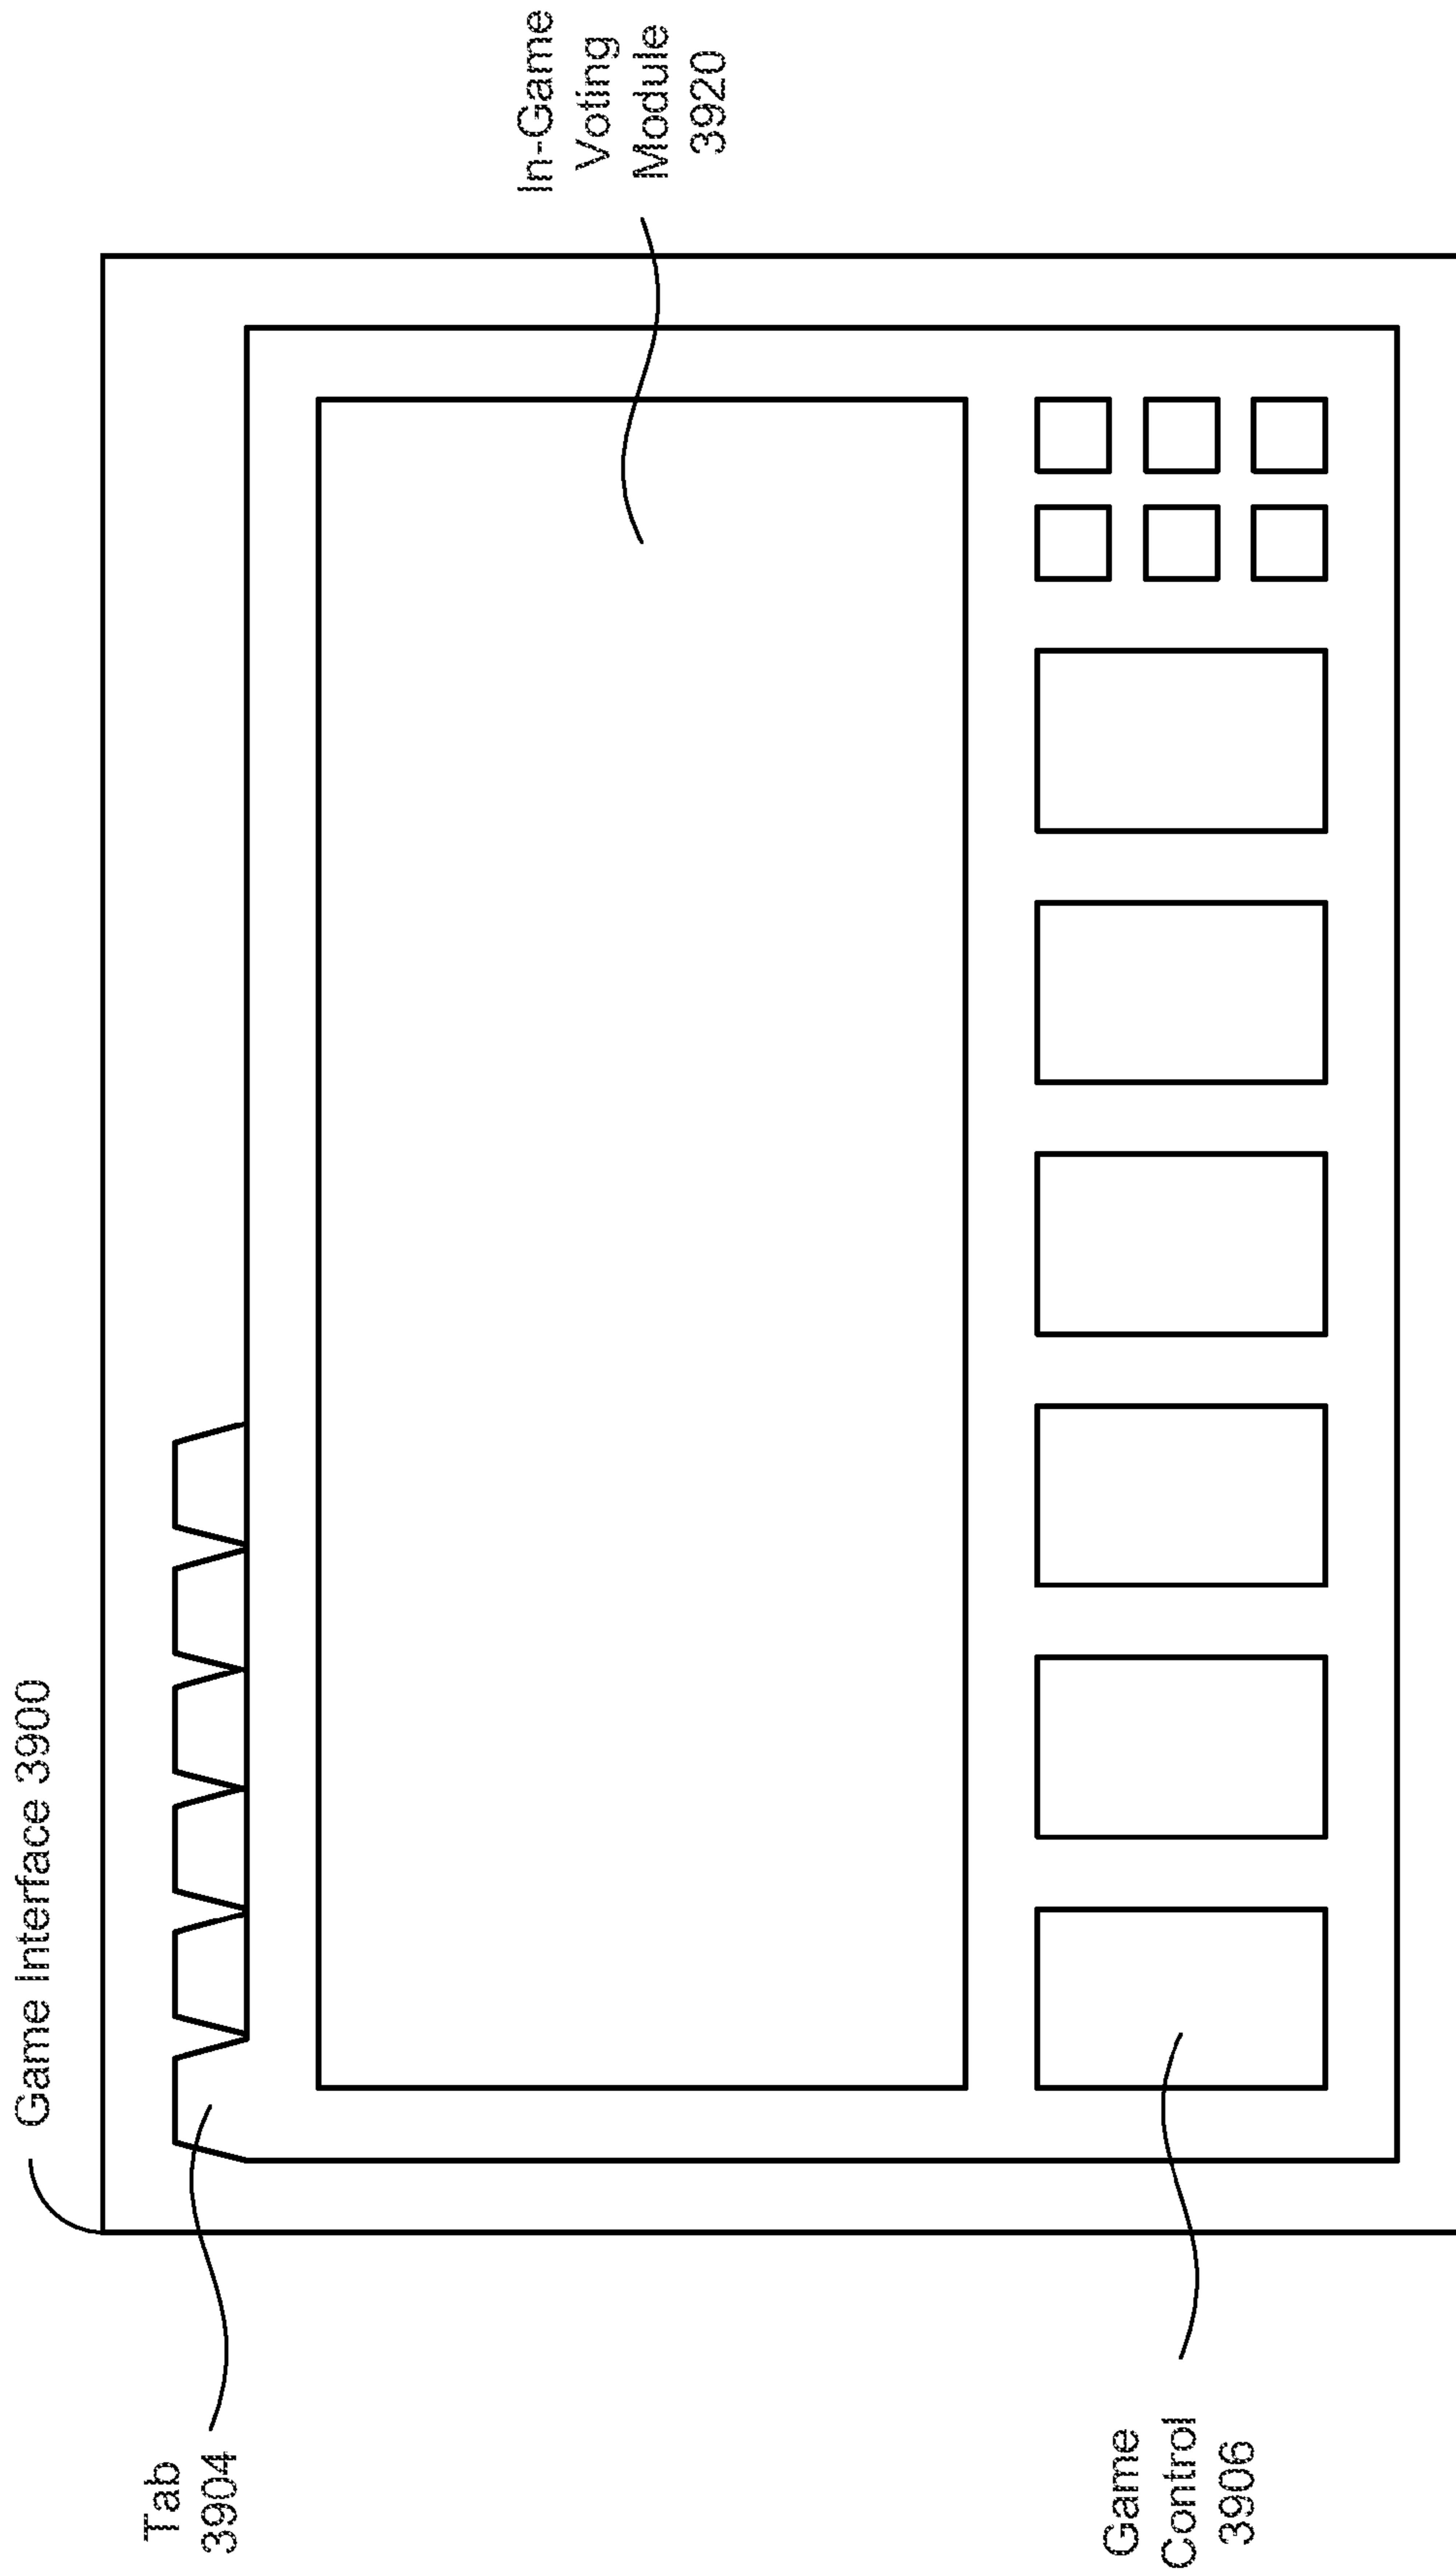 Game Interface 3900
Tab
3904
In-Game
Voting
Module
3920
Game
Control
3906